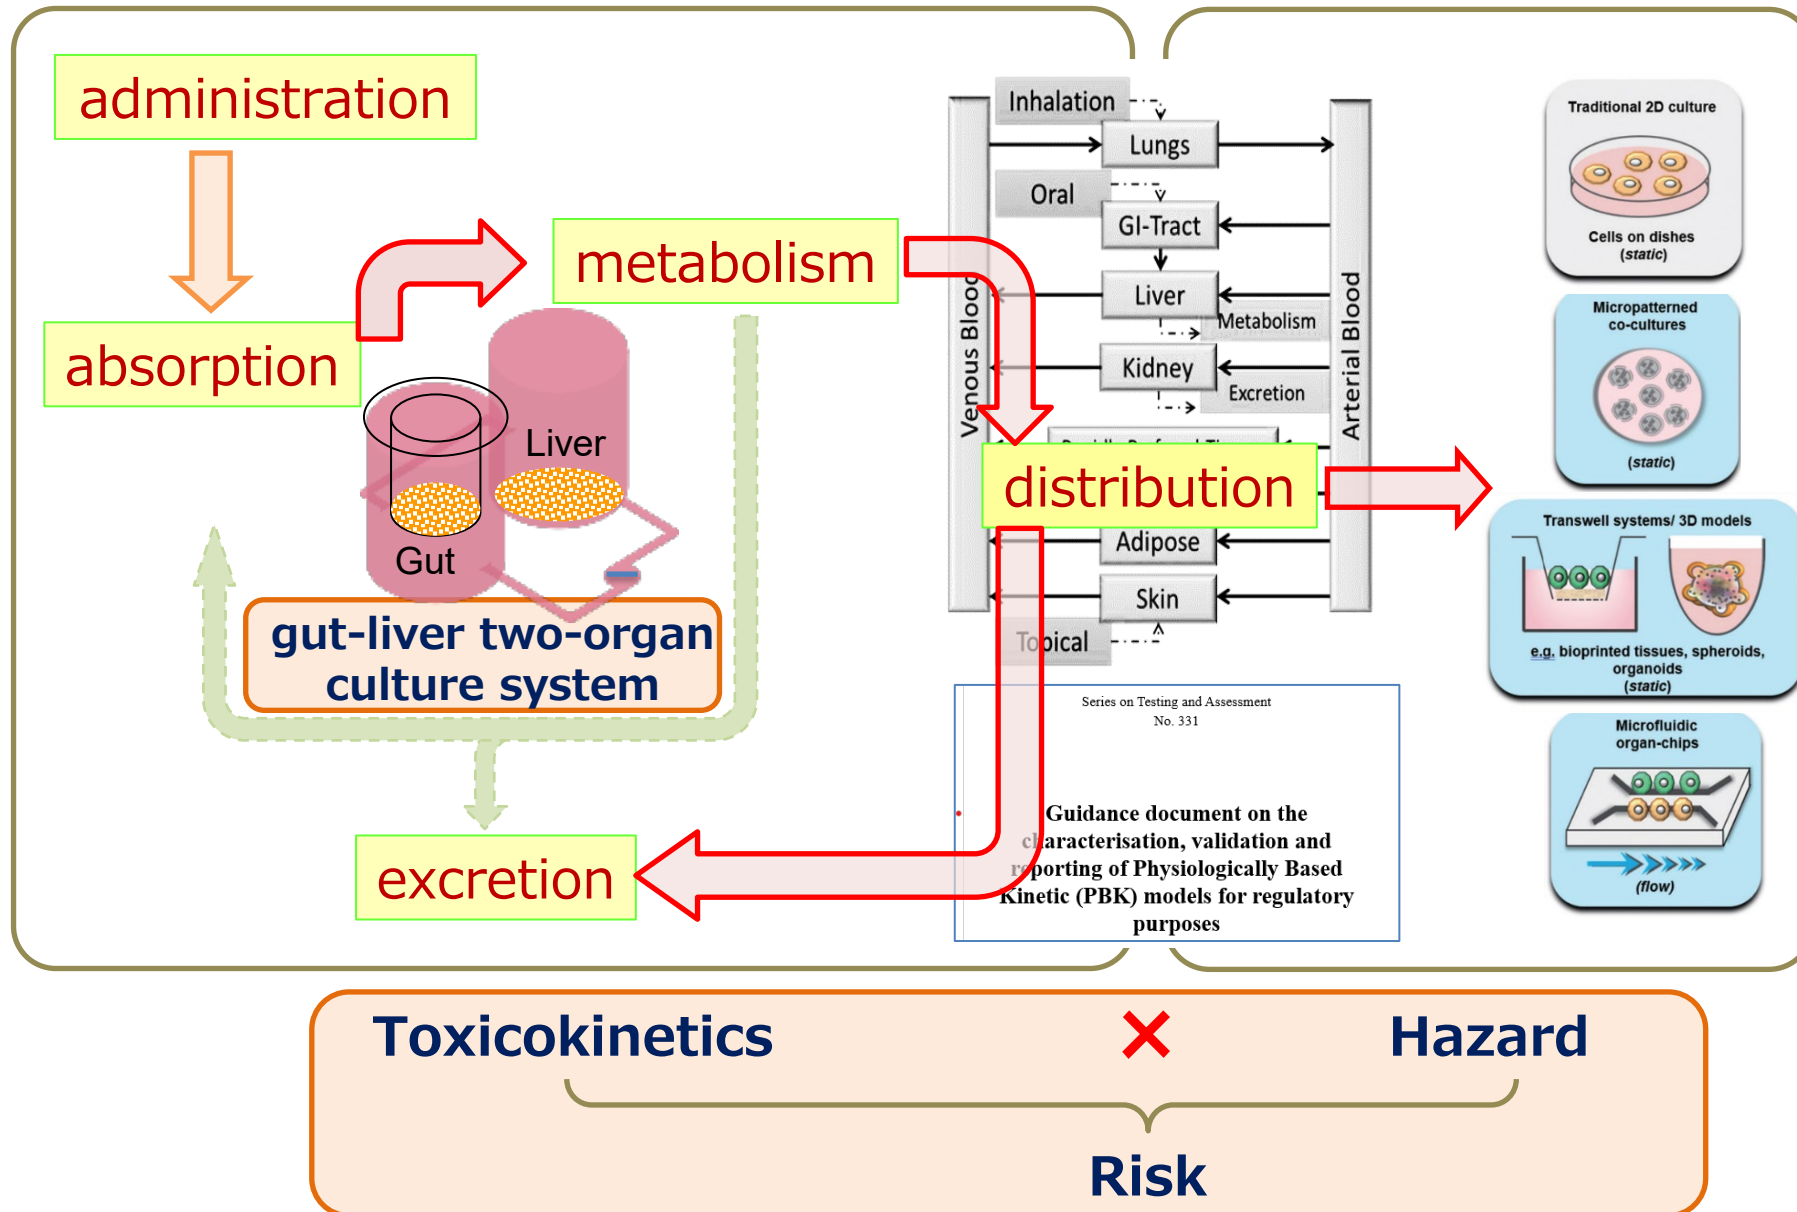 administration
absorption
metabolism
Liver
Gut
gut-liver two-organ
culture system
excretion
Inhalation
Lungs
Oral
GI-Tract
Liver
Metabolism
Kidney
Excretion
Venous Blood
Arterial Blood
distribution
Adipose
Skin
Topical
Series on Testing and Assessment
No. 331
Guidance document on the
characterisation, validation and
reporting of Physiologically Based
Kinetic (PBK) models for regulatory
purposes
Traditional 2D culture
Cells on dishes
(static)
Micropatterned
co-cultures
(static)
Transwell systems/ 3D models
e.g. bioprinted tissues, spheroids,
organoids
(static)
Microfluidic
organ-chips
(flow)
Toxicokinetics × Hazard
Risk